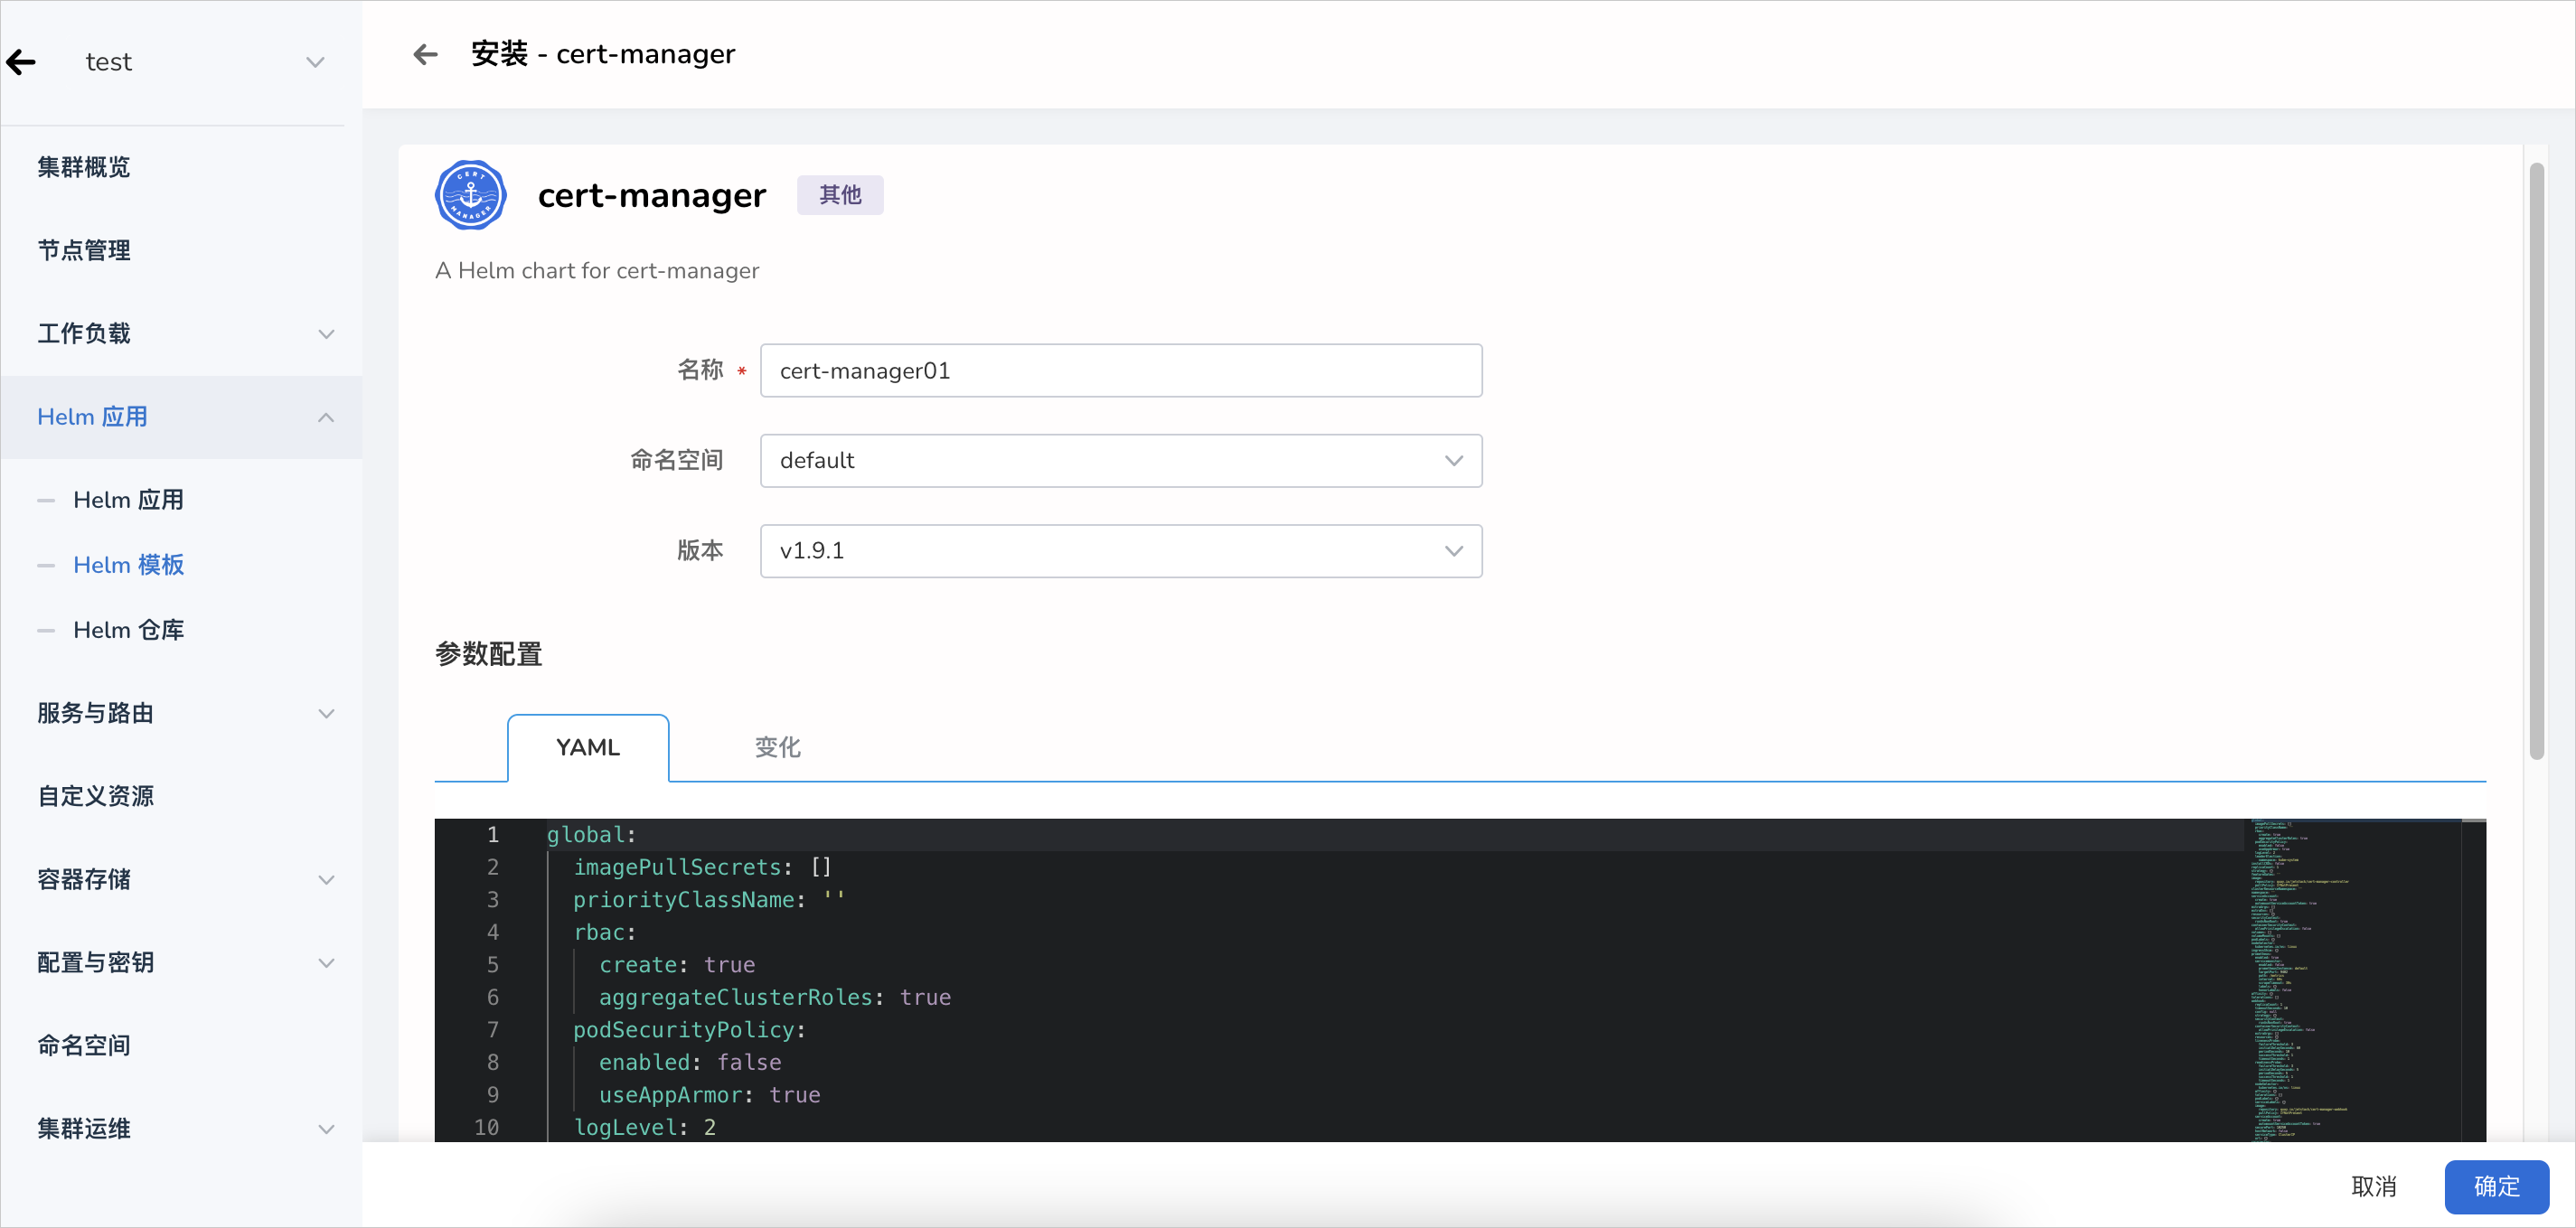 test
集群概览
节点管理
工作负载
Helm 应用
Helm 应用
Helm 模板
Helm 仓库
服务与路由
自定义资源
容器存储
配置与密钥
命名空间
集群运维
安装 - cert-manager
CERT
MANAGER
cert-manager 其他
A Helm chart for cert-manager
名称 * cert-manager01
命名空间 default
版本 v1.9.1
参数配置
YAML 变化
1 global:
2 imagePullSecrets: []
3 priorityClassName: ''
4 rbac:
5 create: true
6 aggregateClusterRoles: true
7 podSecurityPolicy:
8 enabled: false
9 useAppArmor: true
10 logLevel: 2
取消 确定